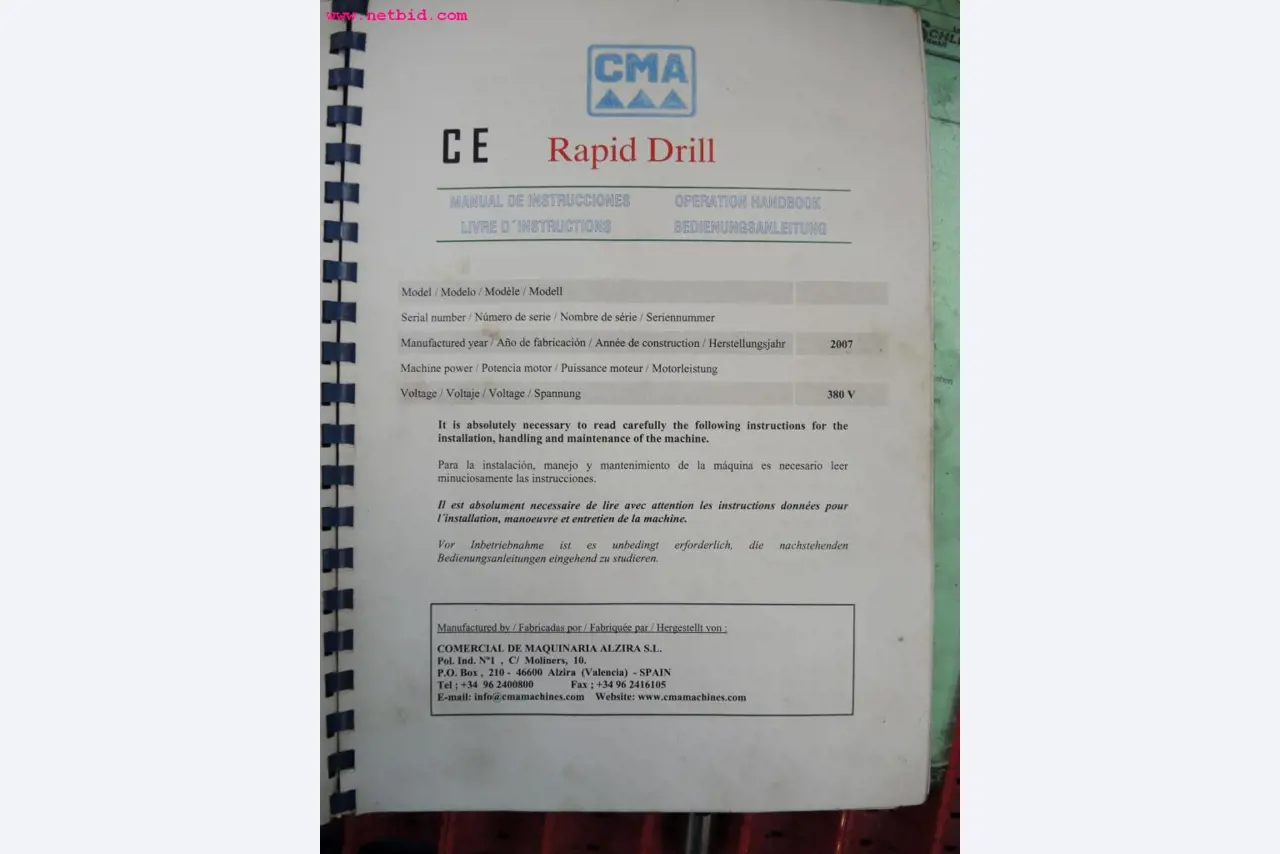 www.netbid.com
CMA
CE Rapid Drill
MANUAL DE INSTRUCCIONES OPERATION HANDBOOK
LIVRE D´INSTRUCTIONS BEDIENUNGSANLEITUNG
Model / Modelo / Modèle / Modell
Serial number / Número de serie / Nombre de série / Seriennummer
Manufactured year / Año de fabricación / Année de construction / Herstellungsjahr 2007
Machine power / Potencia motor / Puissance moteur / Motorleistung
Voltage / Voltaje / Voltage / Spannung 380 V
It is absolutely necessary to read carefully the following instructions for the
installation, handling and maintenance of the machine.
Para la instalación, manejo y mantenimiento de la máquina es necesario leer
minuciosamente las instrucciones.
Il est absolument necessaire de lire avec attention les instructions données pour
l´installation, manoeuvre et entretien de la machine.
Vor Inbetriebnahme ist es unbedingt erforderlich, die nachstehenden
Bedienungsanleitungen eingehend zu studieren.
Manufactured by / Fabricadas por / Fabriquée par / Hergestellt von :
COMERCIAL DE MAQUINARIA ALZIRA S.L.
Pol. Ind. Nº1 , C/ Moliners, 10.
P.O. Box , 210 - 46600 Alzira (Valencia) - SPAIN
Tel ; +34 96 2400800 Fax ; +34 96 2416105
E-mail: info@cmamachines.com Website: www.cmamachines.com